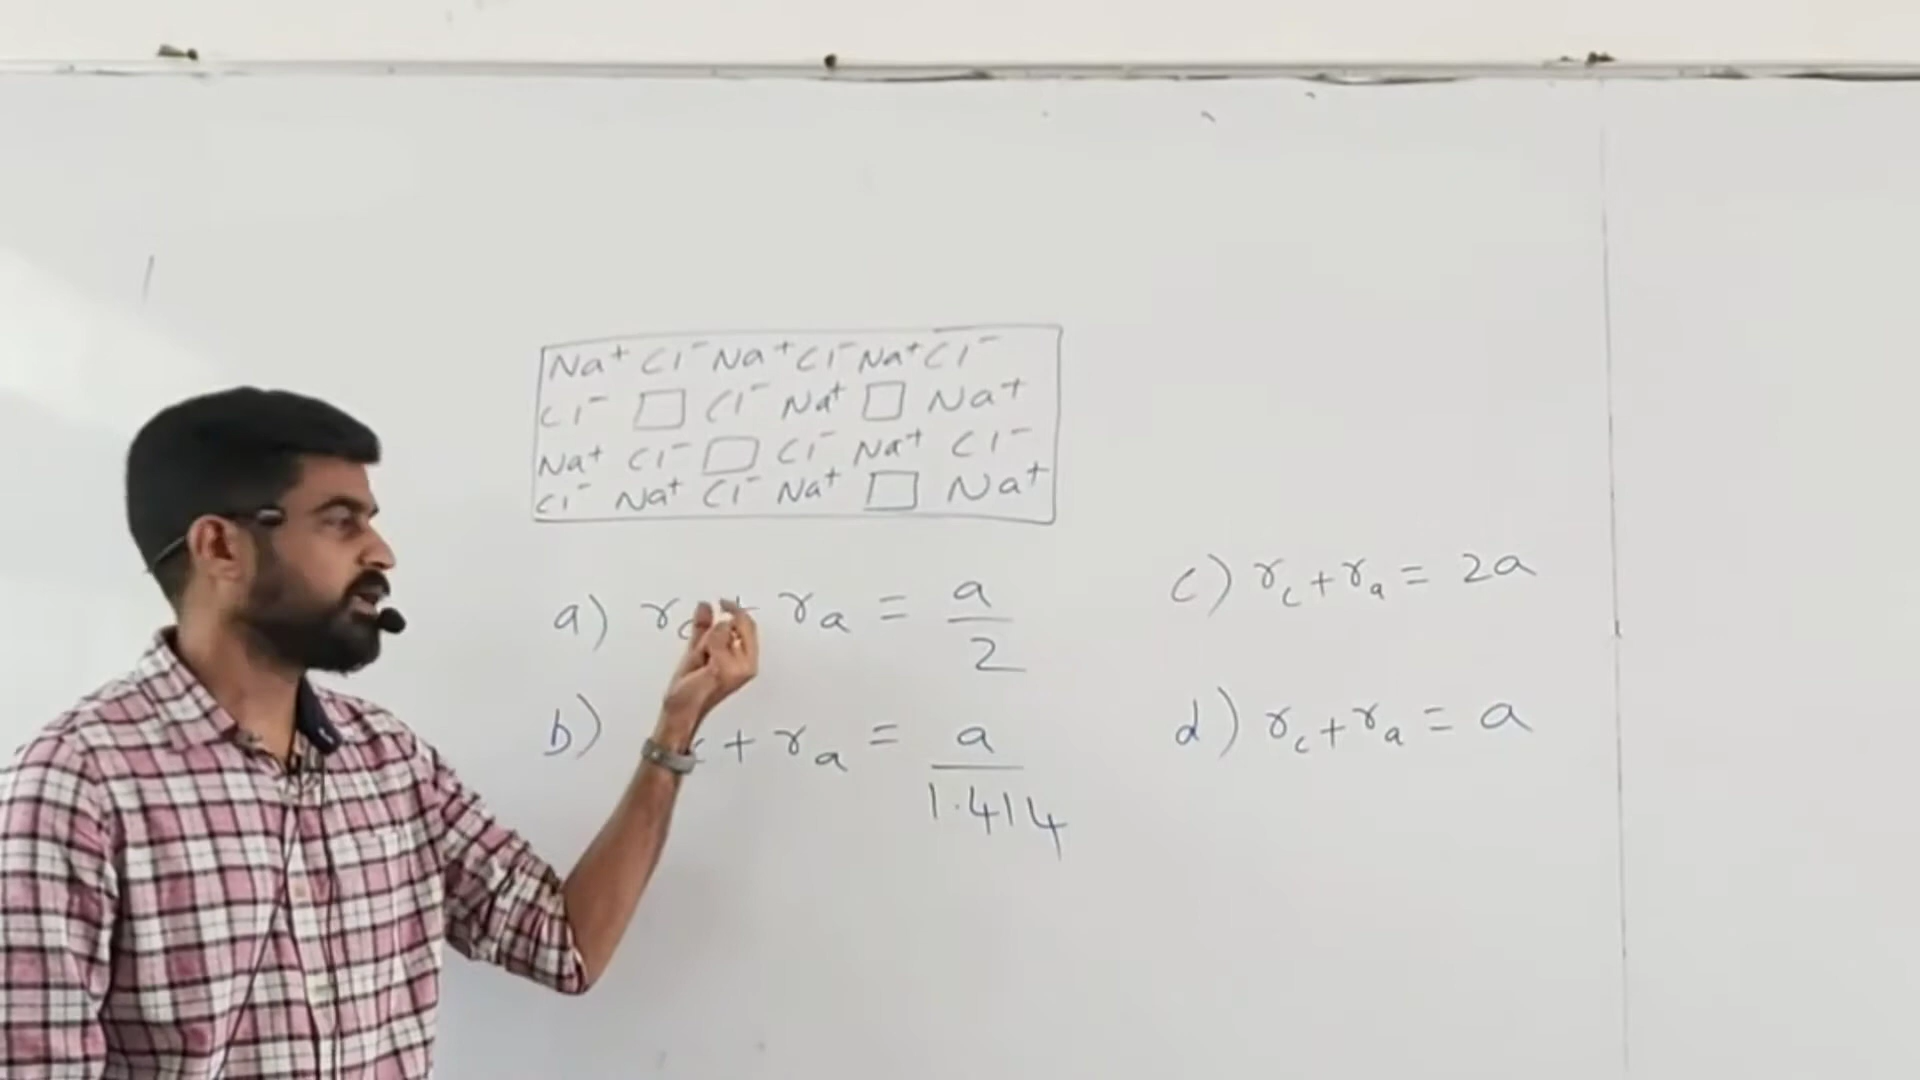 Na⁺ Cl⁻ Na⁺ Cl⁻ Na⁺ Cl⁻
Cl⁻ □ Cl⁻ Na⁺ □ Na⁺
Na⁺ Cl⁻ □ Cl⁻ Na⁺ Cl⁻
Cl⁻ Na⁺ Cl⁻ Na⁺ □ Na⁺
a) r_c + r_a = a/2
b) + r_a = a/1.414
c) r_c + r_a = 2a
d) r_c + r_a = a